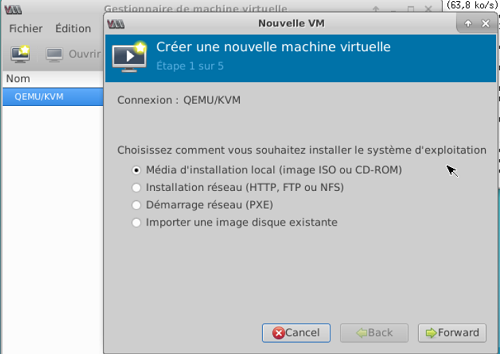 (63,8 ko/s)
Gestionnaire de machine virtuelle
Nouvelle VM
Fichier Édition
Créer une nouvelle machine virtuelle
Étape 1 sur 5
Ouvrir
Nom
QEMU/KVM
Connexion : QEMU/KVM
Choisissez comment vous souhaitez installer le système d'exploitation
Média d'installation local (image ISO ou CD-ROM)
Installation réseau (HTTP, FTP ou NFS)
Démarrage réseau (PXE)
Importer une image disque existante
Cancel
Back
Forward